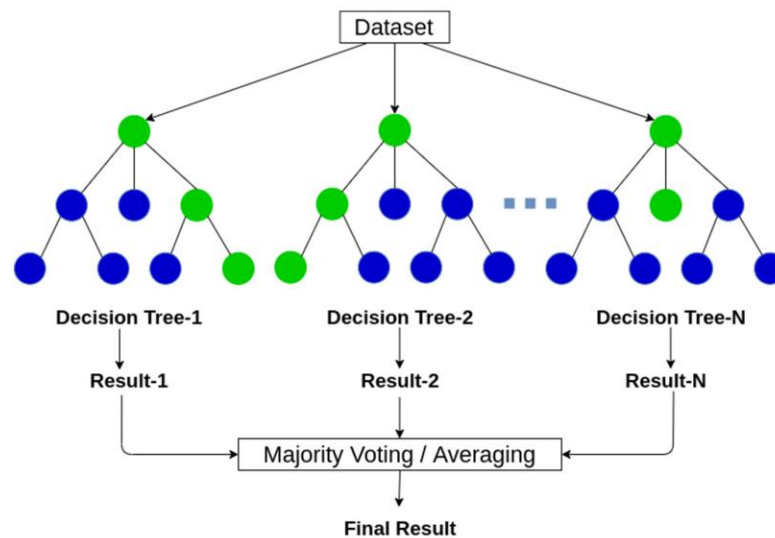 Dataset
Decision Tree-1
Decision Tree-2
Decision Tree-N
Result-1
Result-2
Result-N
Majority Voting / Averaging
Final Result